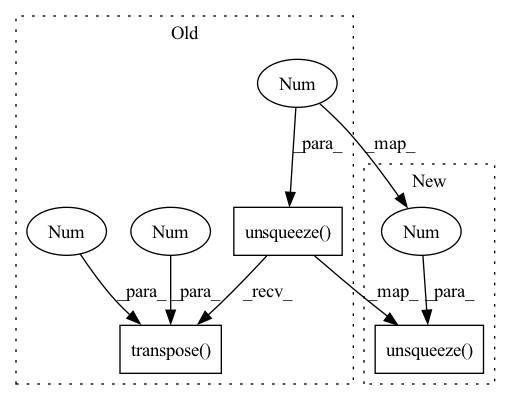 Old
Num
_para_
_map_
New
Num
Num
unsqueeze()
Num
_para_
_para_
_recv_
_map_
_para_
transpose()
unsqueeze()